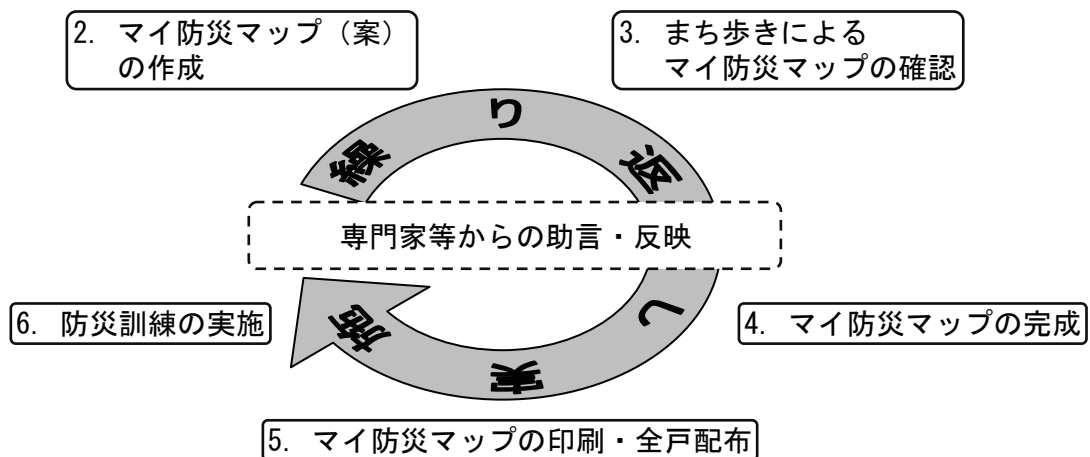 2. マイ防災マップ（案）
の作成
3. まち歩きによる
マイ防災マップの確認
繰り返し実施
専門家等からの助言・反映
6. 防災訓練の実施
4. マイ防災マップの完成
5. マイ防災マップの印刷・全戸配布